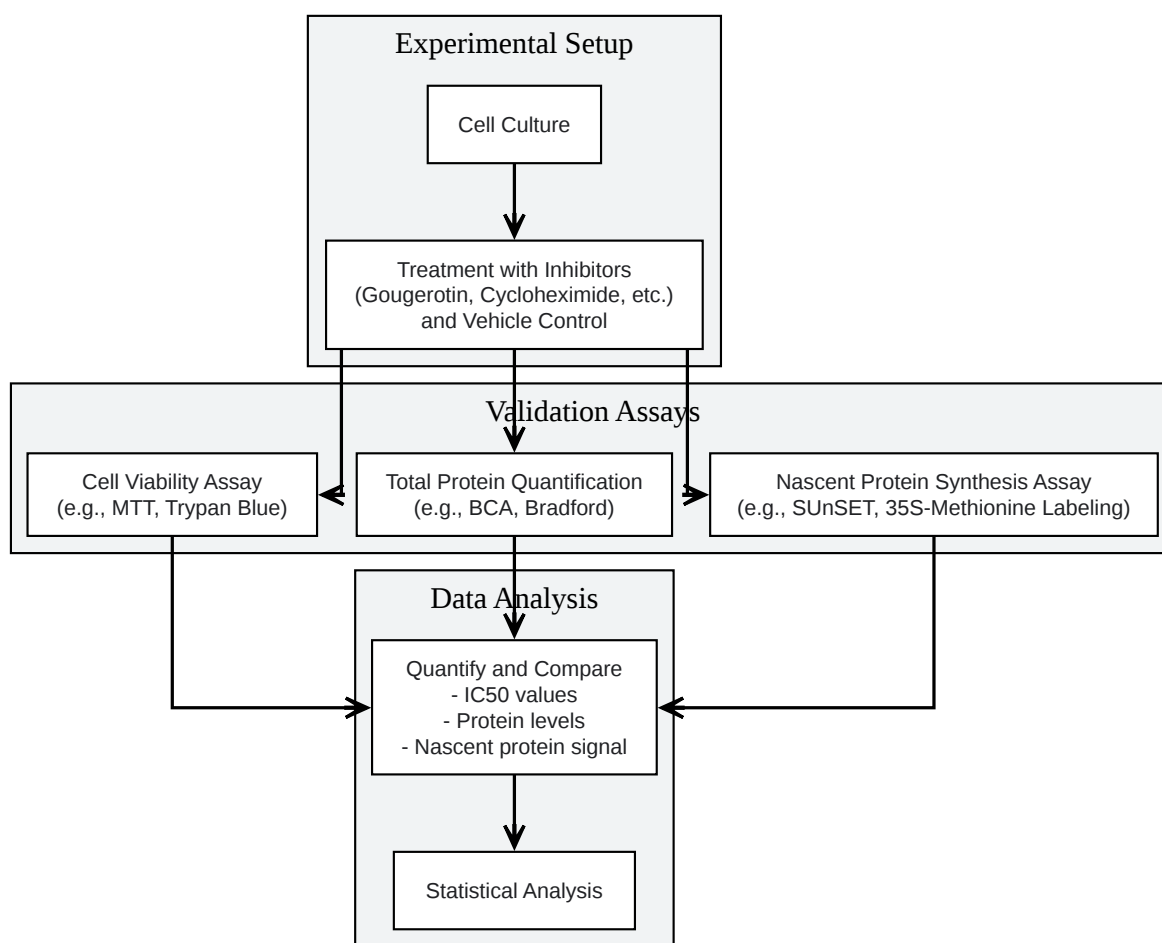 Experimental Setup
Cell Culture
Treatment with Inhibitors
(Gougerotin, Cycloheximide, etc.)
and Vehicle Control
Validation Assays
Cell Viability Assay
(e.g., MTT, Trypan Blue)
Total Protein Quantification
(e.g., BCA, Bradford)
Nascent Protein Synthesis Assay
(e.g., SUnSET, 35S-Methionine Labeling)
Data Analysis
Quantify and Compare
- IC50 values
- Protein levels
- Nascent protein signal
Statistical Analysis